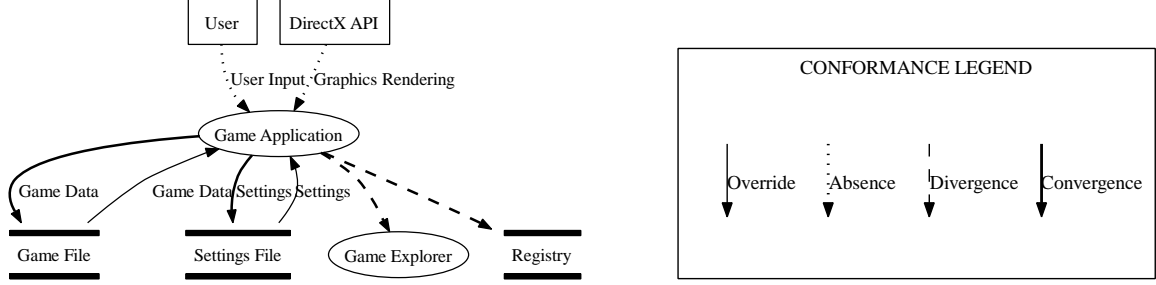 User
DirectX API
User Input
Graphics Rendering
Game Application
Game Data
Game Data
Settings
Settings
Game File
Settings File
Game Explorer
Registry
CONFORMANCE LEGEND
Override
Absence
Divergence
Convergence